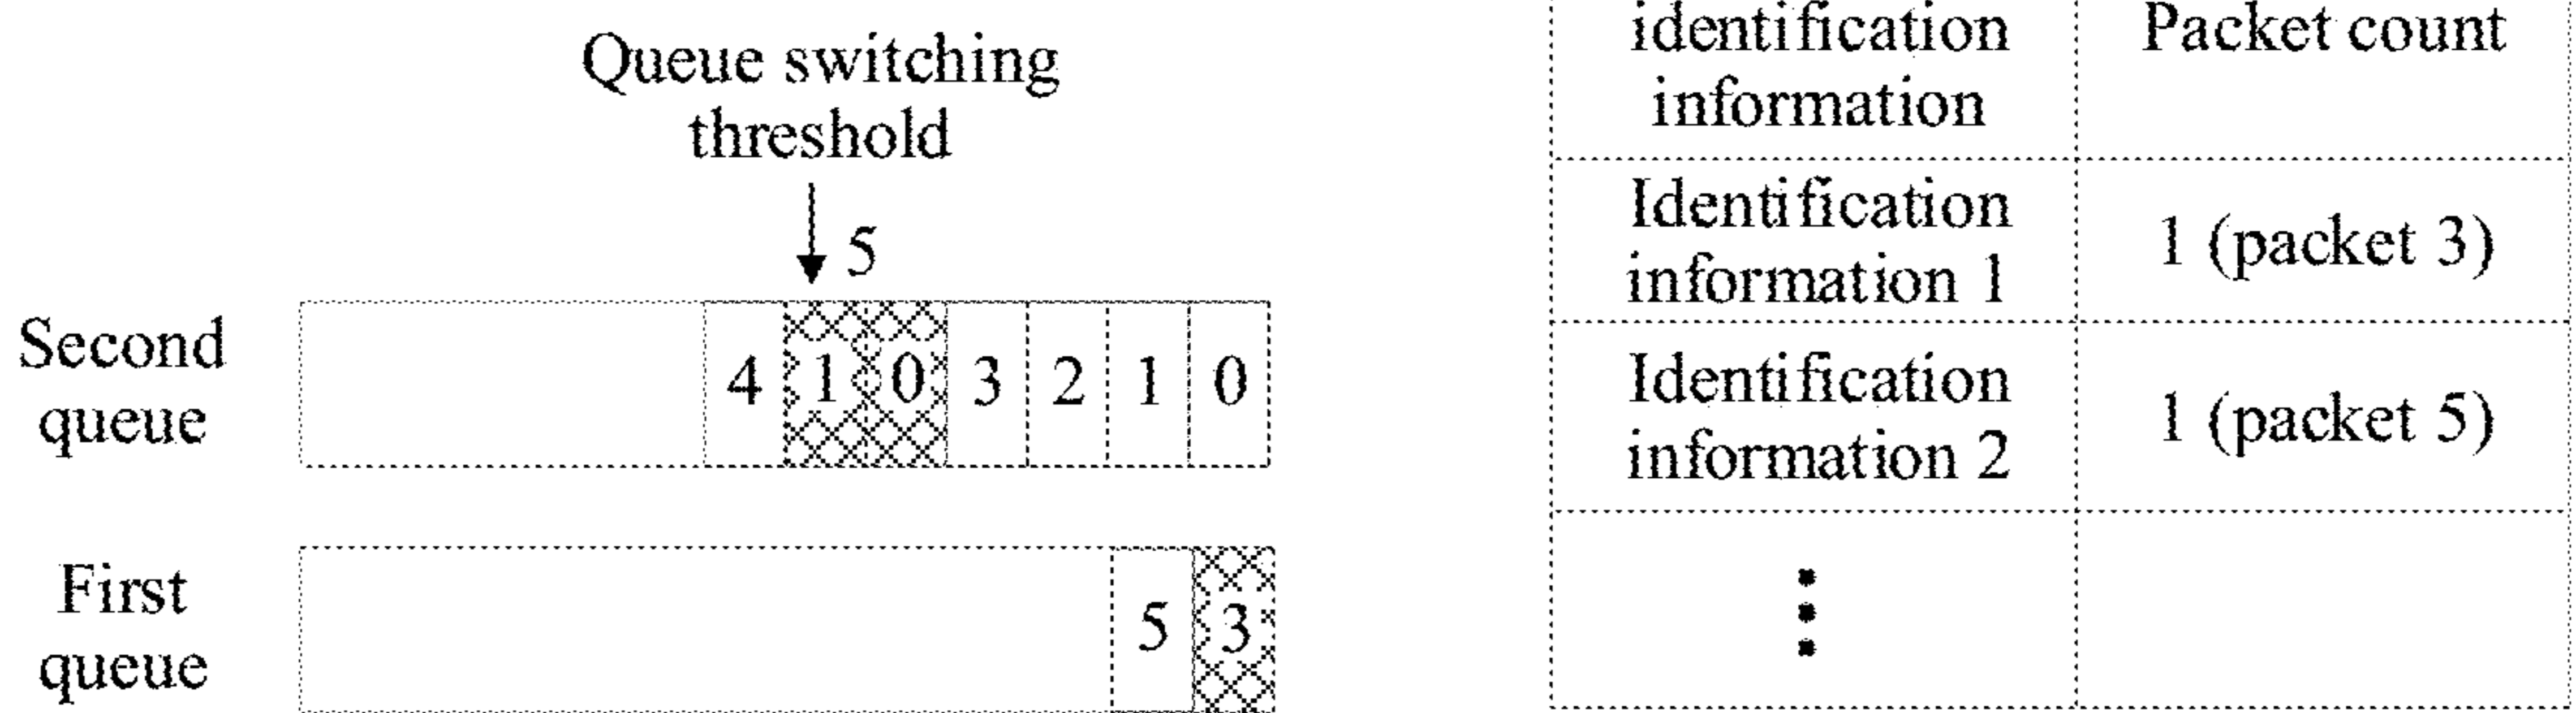 Queue switching
threshold
5
Second
queue
4 1 0 3 2 1 0
First
queue
5 3
identification
information
Packet count
Identification
information 1
1 (packet 3)
Identification
information 2
1 (packet 5)